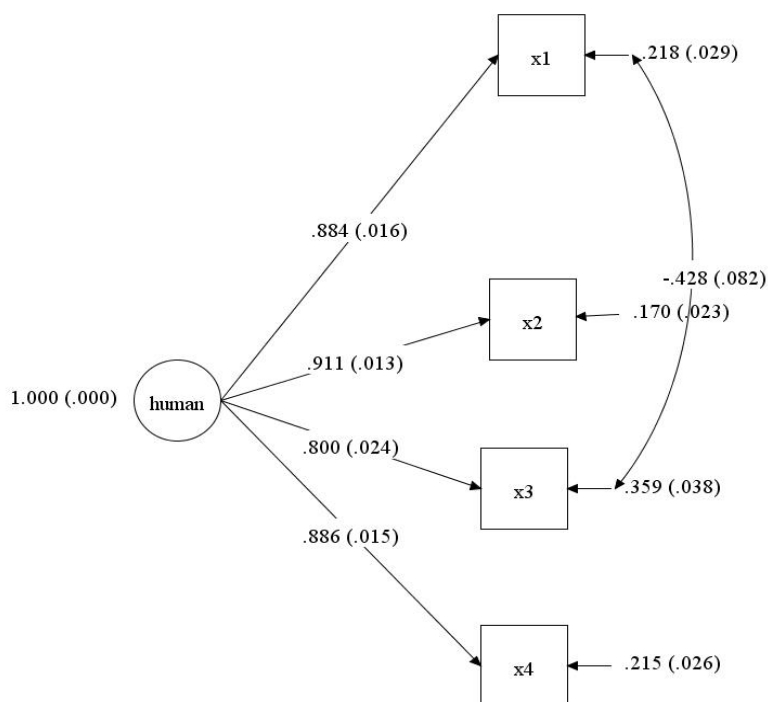 x1
.218 (.029)
.884 (.016)
-.428 (.082)
x2
.170 (.023)
.911 (.013)
1.000 (.000)
human
.800 (.024)
x3
.359 (.038)
.886 (.015)
x4
.215 (.026)